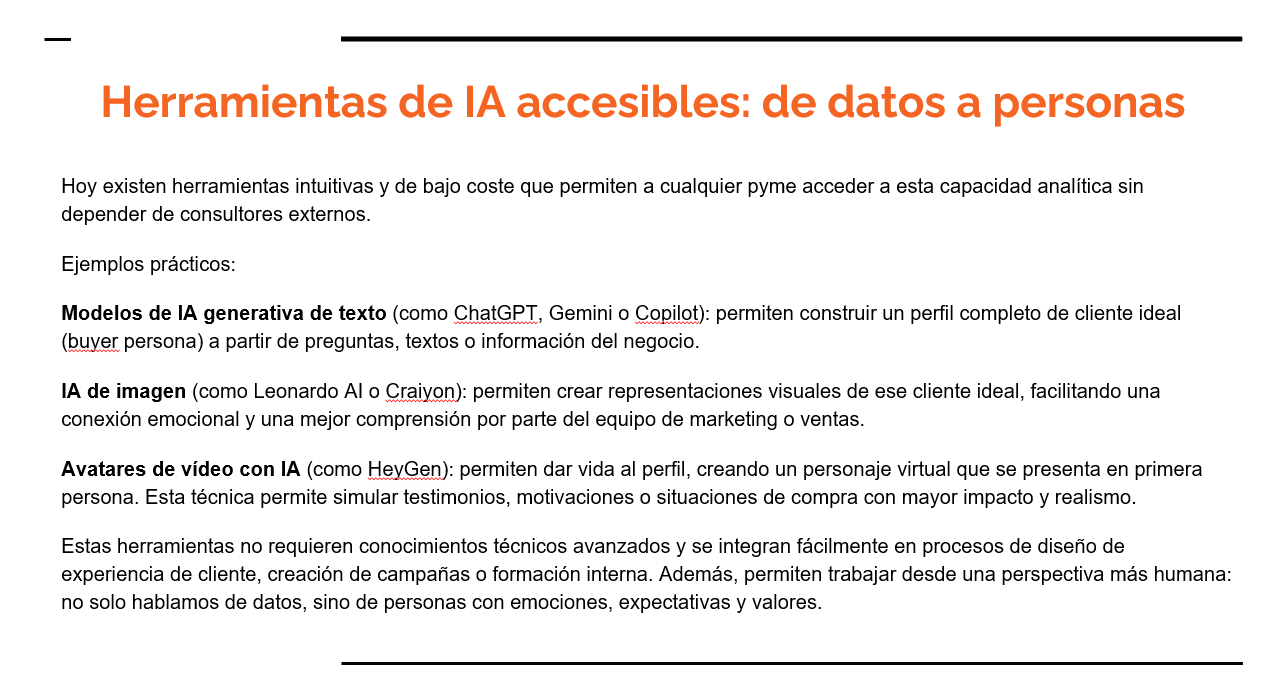 Herramientas de IA accesibles: de datos a personas
Hoy existen herramientas intuitivas y de bajo coste que permiten a cualquier pyme acceder a esta capacidad analítica sin
depender de consultores externos.
Ejemplos prácticos:
Modelos de IA generativa de texto (como ChatGPT, Gemini o Copilot): permiten construir un perfil completo de cliente ideal
(buyer persona) a partir de preguntas, textos o información del negocio.
IA de imagen (como Leonardo AI o Craiyon): permiten crear representaciones visuales de ese cliente ideal, facilitando una
conexión emocional y una mejor comprensión por parte del equipo de marketing o ventas.
Avatares de vídeo con IA (como HeyGen): permiten dar vida al perfil, creando un personaje virtual que se presenta en primera
persona. Esta técnica permite simular testimonios, motivaciones o situaciones de compra con mayor impacto y realismo.
Estas herramientas no requieren conocimientos técnicos avanzados y se integran fácilmente en procesos de diseño de
experiencia de cliente, creación de campañas o formación interna. Además, permiten trabajar desde una perspectiva más humana:
no solo hablamos de datos, sino de personas con emociones, expectativas y valores.